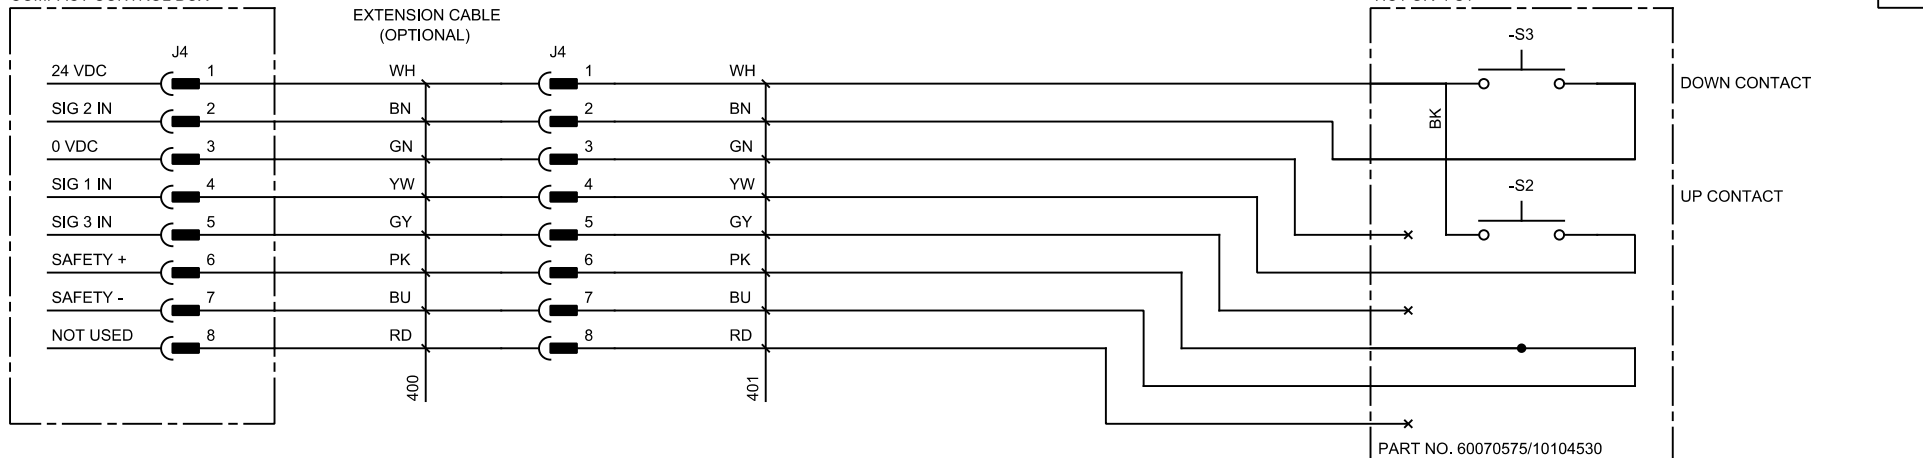 EXTENSION CABLE
(OPTIONAL)
-S3
J4
J4
24 VDC 1 WH 1 WH
DOWN CONTACT
SIG 2 IN 2 BN 2 BN
BK
0 VDC 3 GN 3 GN
SIG 1 IN 4 YW 4 YW
-S2
UP CONTACT
SIG 3 IN 5 GY 5 GY
SAFETY + 6 PK 6 PK
SAFETY - 7 BU 7 BU
NOT USED 8 RD 8 RD
400
401
PART NO. 60070575/10104530